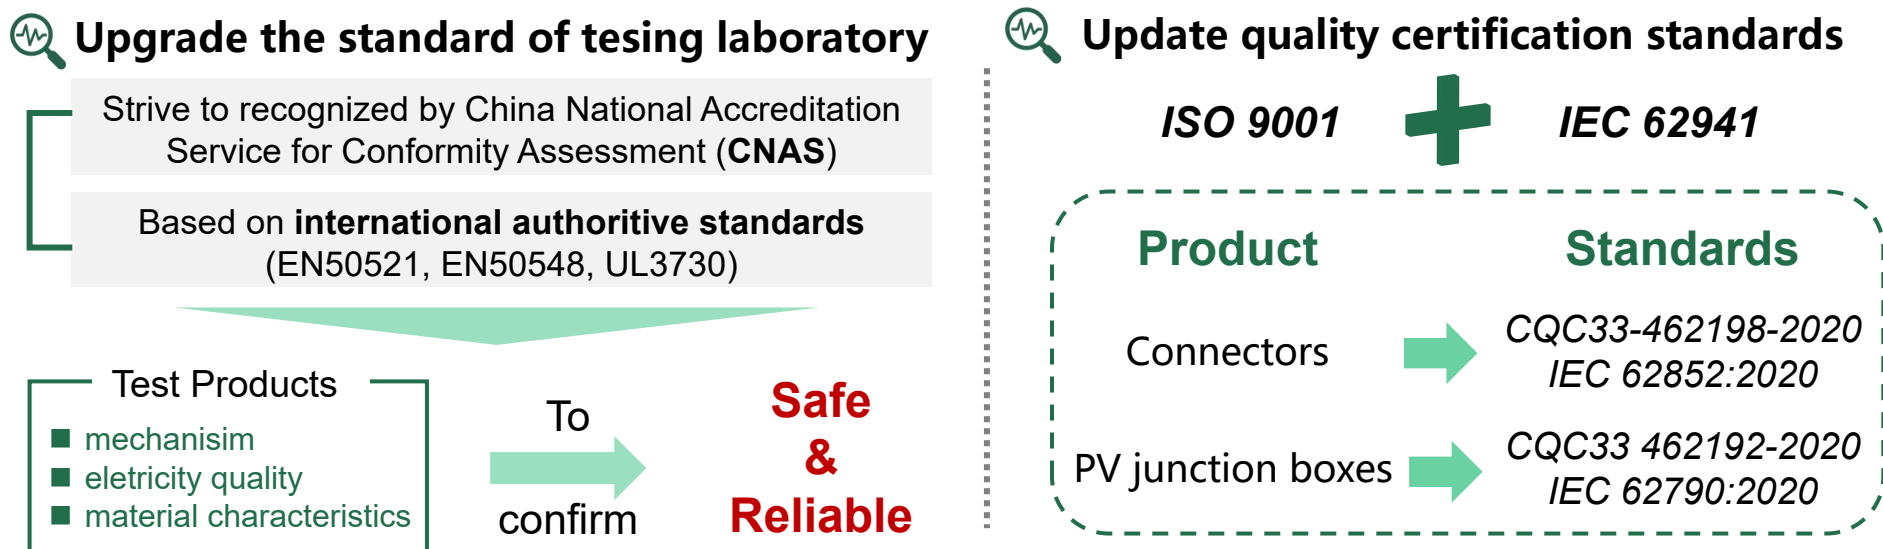 Upgrade the standard of tesing laboratory
Strive to recognized by China National Accreditation
Service for Conformity Assessment (CNAS)
Based on international authoritive standards
(EN50521, EN50548, UL3730)
Test Products
mechanisim
eletricity quality
material characteristics
To
confirm
Safe
&
Reliable
Update quality certification standards
ISO 9001
IEC 62941
Product
Standards
Connectors
CQC33-462198-2020
IEC 62852:2020
PV junction boxes
CQC33 462192-2020
IEC 62790:2020